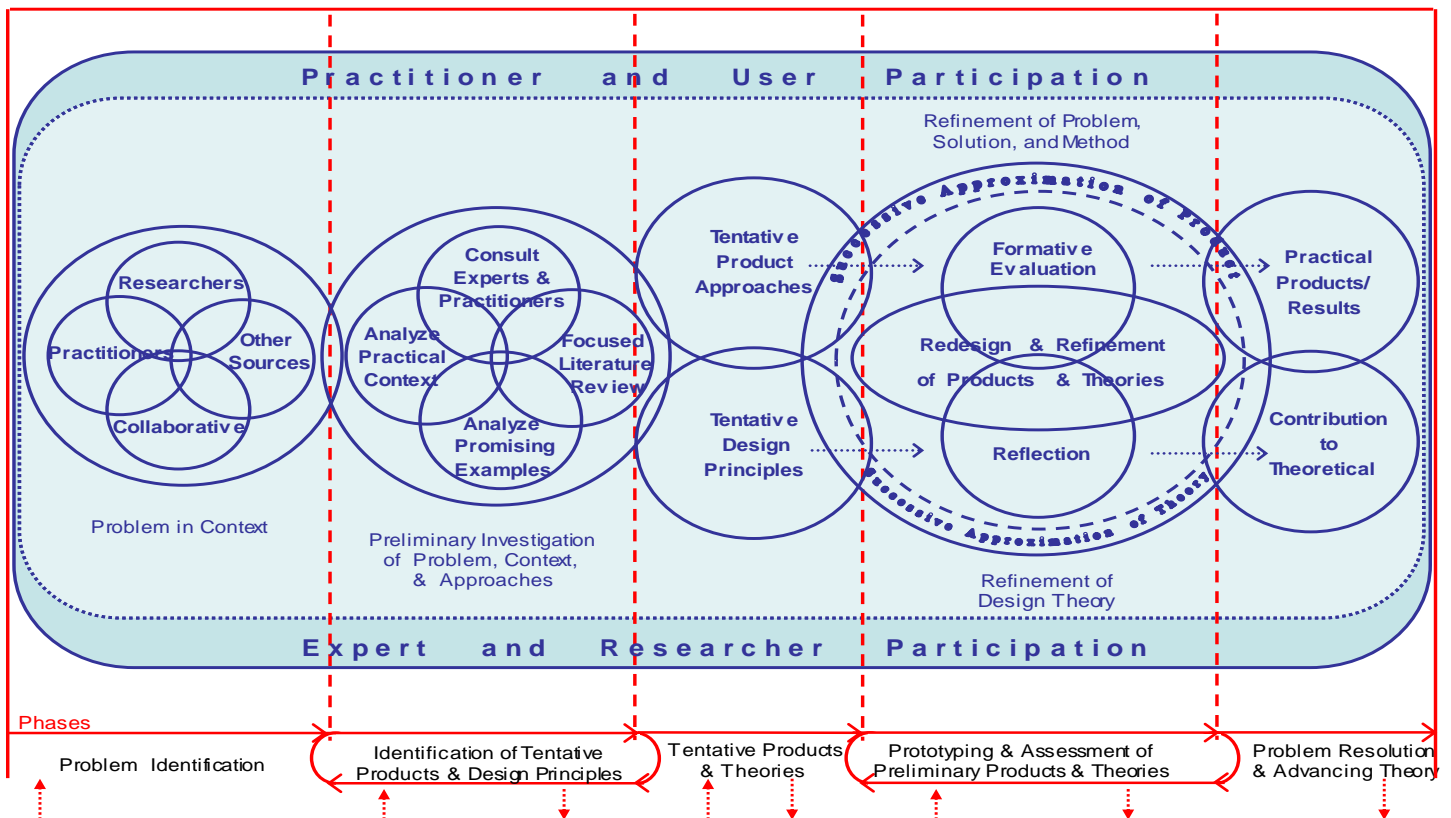 Practitioner and User Participation
Refinement of Problem,
Solution, and Method
Researchers
Practitioners
Other
Sources
Collaborative
Problem in Context
Consult
Experts &
Practitioners
Analyze
Practical
Context
Focused
Literature
Review
Analyze
Promising
Examples
Preliminary Investigation
of Problem, Context,
& Approaches
Tentative
Product
Approaches
Tentative
Design
Principles
Approximation of
Formative
Evaluation
Redesign & Refinement
of Products & Theories
Reflection
Approximation of Theory
Refinement of
Design Theory
Practical
Products/
Results
Contribution
to
Theoretical
Expert and Researcher Participation
Phases
Problem Identification
Identification of Tentative
Products & Design Principles
Tentative Products
& Theories
Prototyping & Assessment of
Preliminary Products & Theories
Problem Resolution
& Advancing Theory